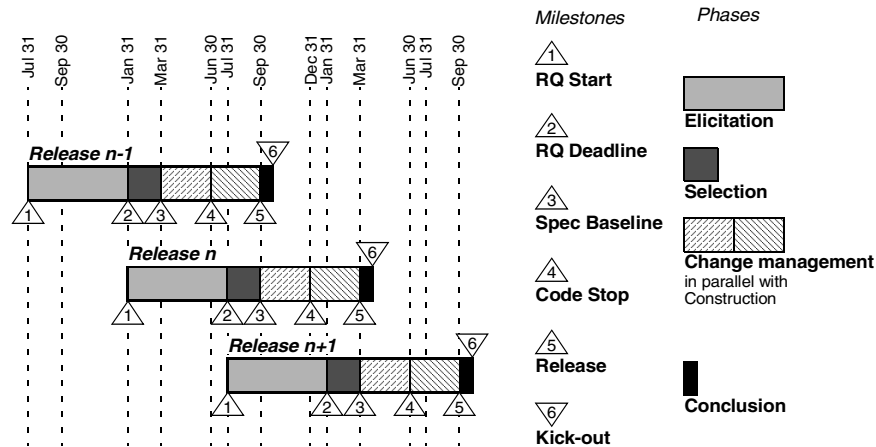 Jul 31
Sep 30
Jan 31
Mar 31
Jun 30
Jul 31
Sep 30
Dec 31
Jan 31
Mar 31
Jun 30
Jul 31
Sep 30
Release n-1
6
1
2
3
4
5
Release n
6
1
2
3
4
5
Release n+1
6
1
2
3
4
5
Milestones
1
RQ Start
2
RQ Deadline
3
Spec Baseline
4
Code Stop
5
Release
6
Kick-out
Phases
Elicitation
Selection
Change management
in parallel with
Construction
Conclusion